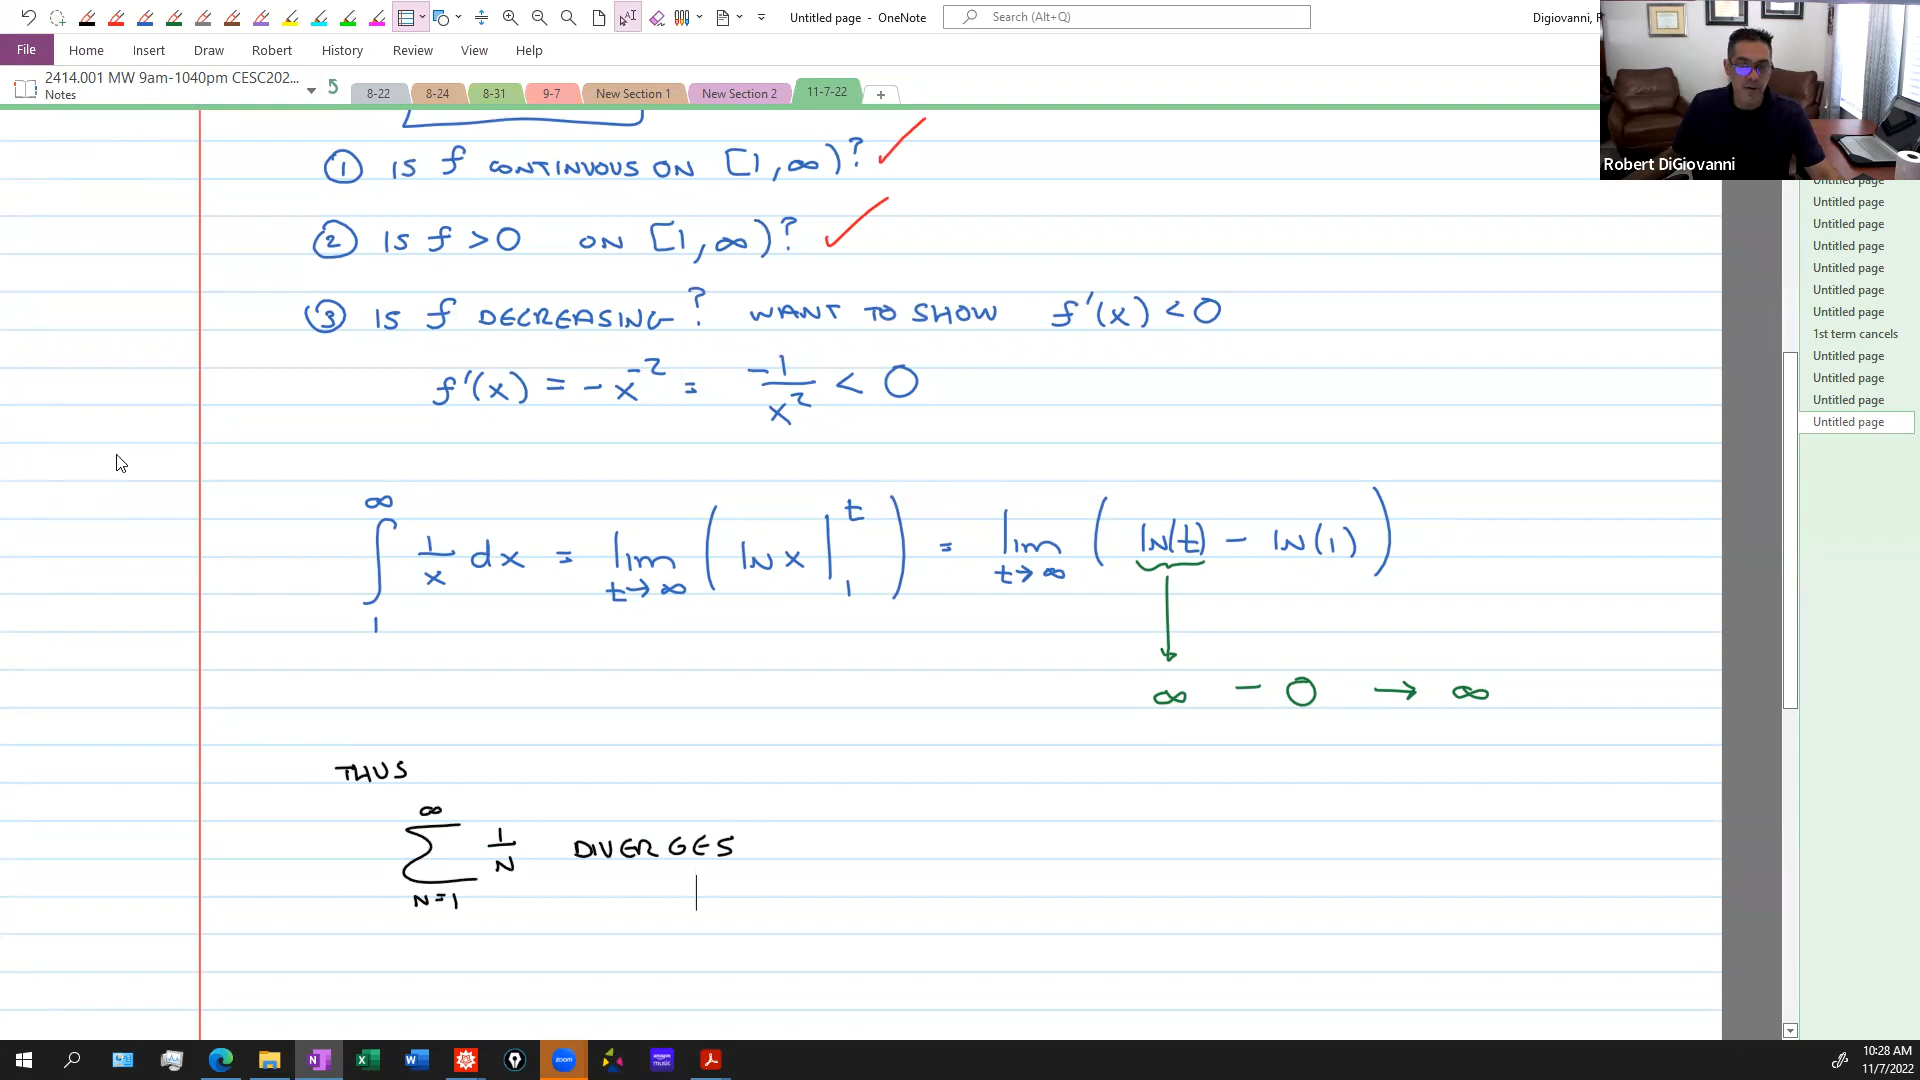 Untitled page - OneNote
Search (Alt+Q)
Digiovanni, R
File Home Insert Draw Robert History Review View Help
2414.001 MW 9am-1040pm CESC202...
Notes
8-22 8-24 8-31 9-7 New Section 1 New Section 2 11-7-22
Robert DiGiovanni
① IS f CONTINUOUS ON [1, ∞)? ✓
② IS f > 0 ON [1, ∞)? ✓
③ IS f DECREASING? WANT TO SHOW f'(x) < 0
f'(x) = -x^-2 = -1/x^2 < 0
∫_1^∞ 1/x dx = lim t→∞ ( ln x |_1^t ) = lim t→∞ ( ln(t) - ln(1) )
∞ - 0 → ∞
THUS
∑_{N=1}^∞ 1/N DIVERGES
Untitled page
Untitled page
Untitled page
Untitled page
Untitled page
Untitled page
Untitled page
1st term cancels
Untitled page
Untitled page
Untitled page
Untitled page
zoom
amazon music
10:28 AM
11/7/2022